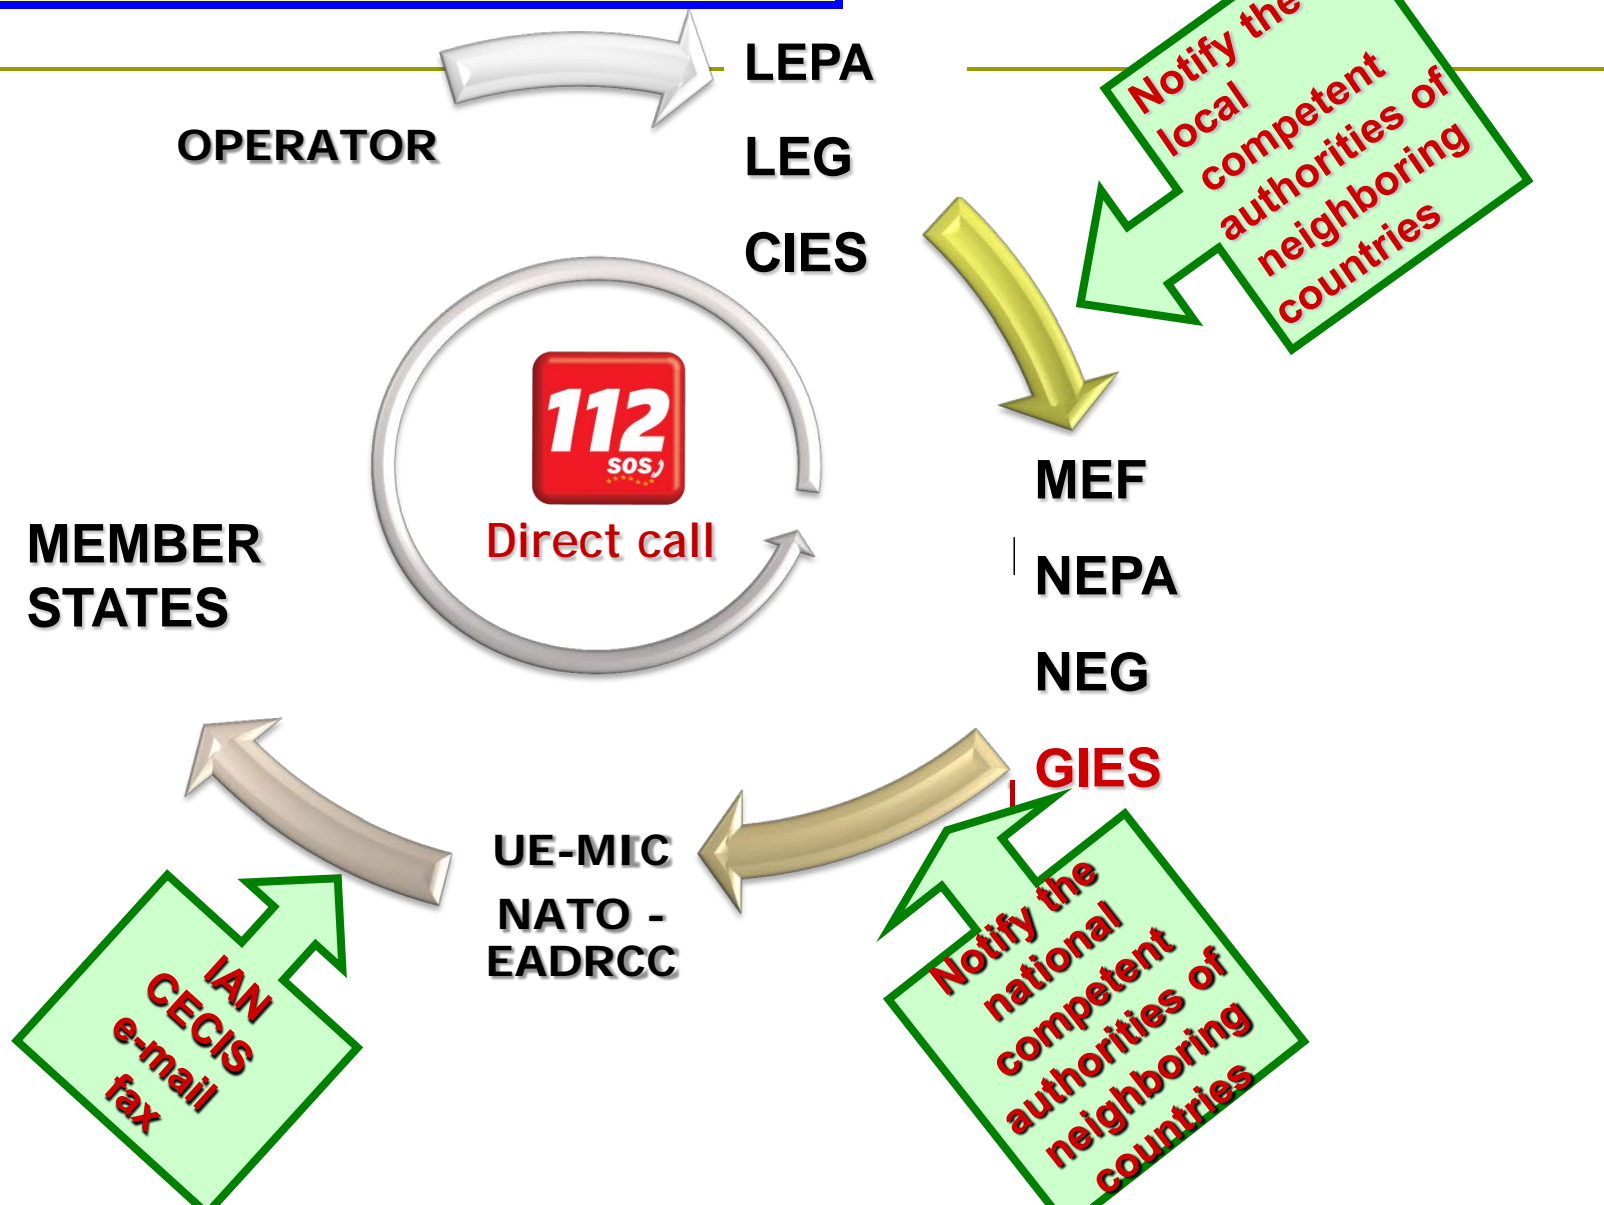 LEPA
LEG
CIES
OPERATOR
Notify the
local
competent
authorities of
neighboring
countries
112
SOS
Direct call
MEMBER
STATES
MEF
NEPA
NEG
GIES
UE-MIC
NATO -
EADRCC
IAN
CECIS
e-mail
fax
Notify the
national
competent
authorities of
neighboring
countries